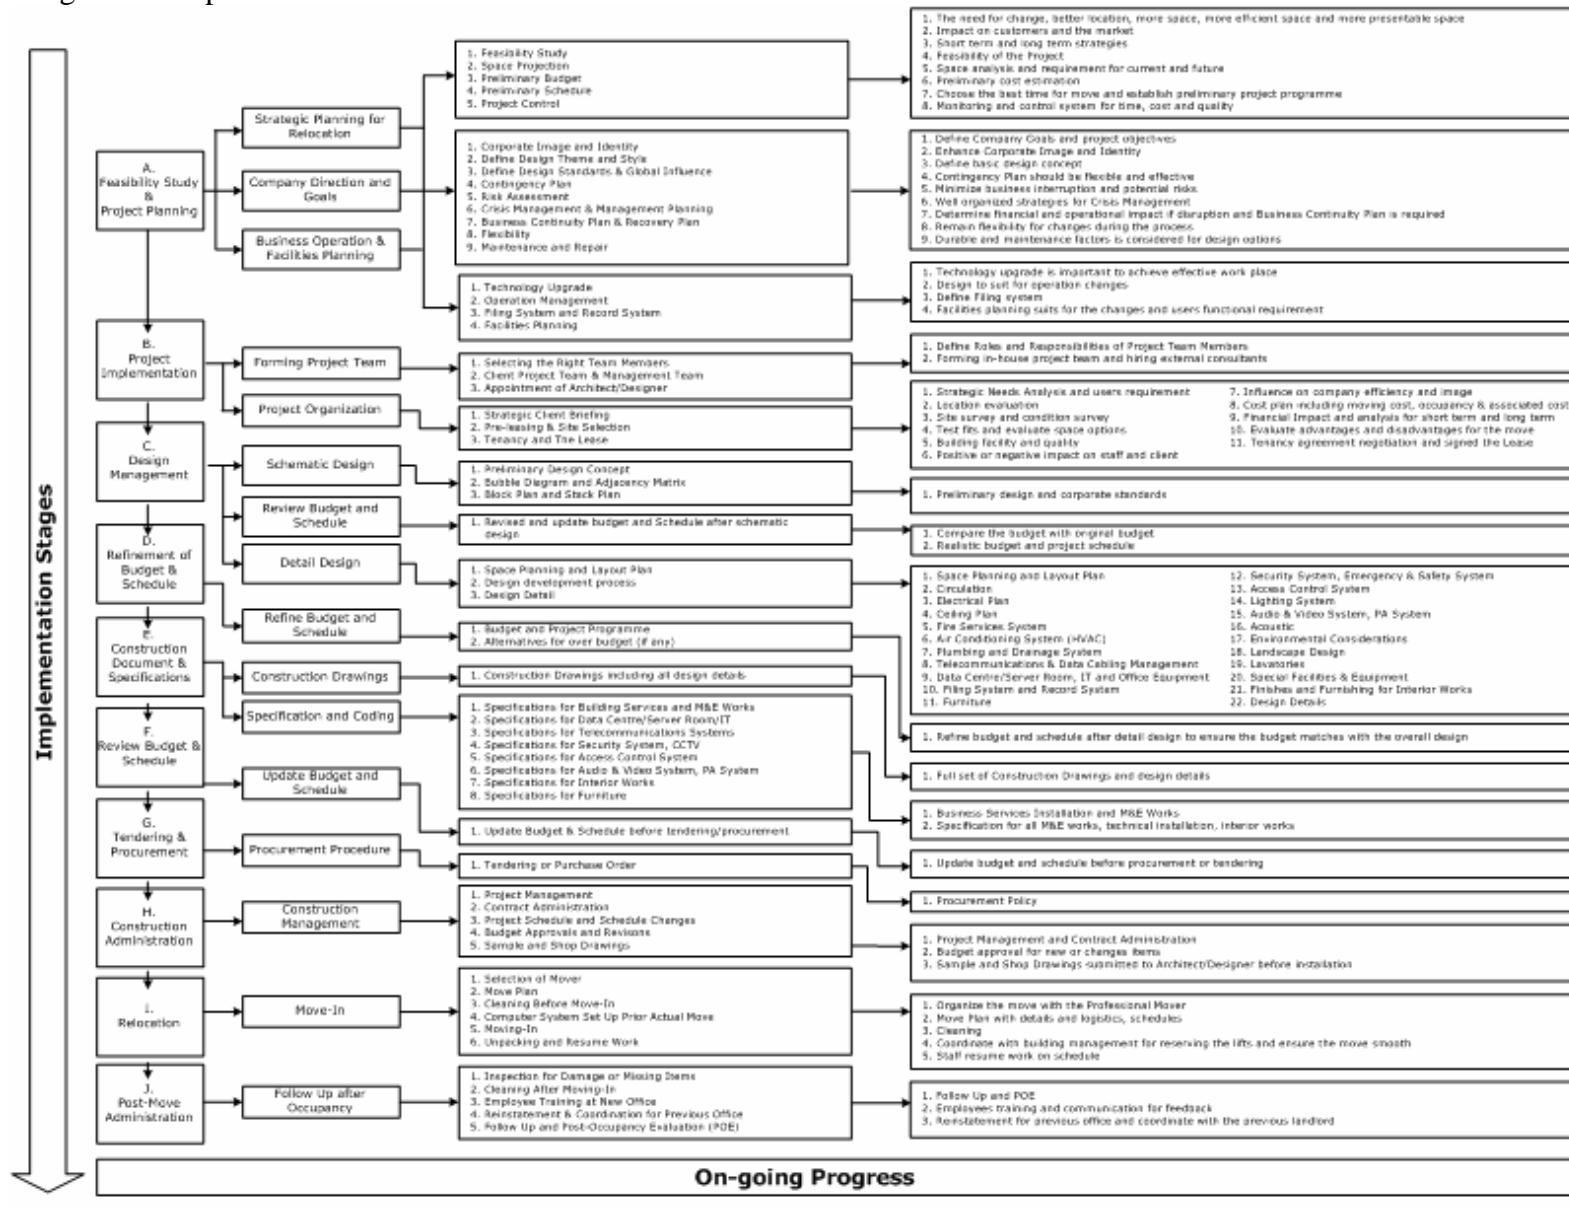 Implementation Stages
A.
Feasibility Study
&
Project Planning
Strategic Planning for
Relocation
Company Direction and
Goals
Business Operation &
Facilities Planning
1. Feasibility Study
2. Space Projection
3. Preliminary Budget
4. Preliminary Schedule
5. Project Control
1. The need for change, better location, more space, more efficient space and more presentable space
2. Impact on customers and the market
3. Short term and long term strategies
4. Feasibility of the Project
5. Space analysis and requirement for current and future
6. Preliminary cost estimation
7. Choose the best time for move and establish preliminary project programme
8. Monitoring and control system for time, cost and quality
1. Corporate Image and Identity
2. Define Design Theme and Style
3. Define Design Standards & Global Influence
4. Contingency Plan
5. Risk Assessment
6. Crisis Management & Management Planning
7. Business Continuity Plan & Recovery Plan
8. Flexibility
9. Maintenance and Repair
1. Define Company Goals and project objectives
2. Enhance Corporate Image and Identity
3. Define basic design concept
4. Contingency Plan should be flexible and effective
5. Minimize business interruption and potential risks
6. Well organized strategies for Crisis Management
7. Determine financial and operational impact if disruption and Business Continuity Plan is required
8. Remain flexibility for changes during the process
9. Durable and maintenance factors is considered for design options
1. Technology Upgrade
2. Operation Management
3. Filing System and Record System
4. Facilities Planning
1. Technology upgrade is important to achieve effective work place
2. Design to suit for operation changes
3. Define Filing system
4. Facilities planning suits for the changes and users functional requirement
B.
Project
Implementation
Forming Project Team
Project Organization
1. Selecting the Right Team Members
2. Client Project Team & Management Team
3. Appointment of Architect/Designer
1. Define Roles and Responsibilities of Project Team Members
2. Forming in-house project team and hiring external consultants
1. Strategic Client Briefing
2. Pre-leasing & Site Selection
3. Tenancy and The Lease
1. Strategic Needs Analysis and users requirement
2. Location evaluation
3. Site survey and condition survey
4. Test fits and evaluate space options
5. Building facility and quality
6. Positive or negative impact on staff and client
7. Influence on company efficiency and image
8. Cost plan including moving cost, occupancy & associated cost
9. Financial Impact and analysis for short term and long term
10. Evaluate advantages and disadvantages for the move
11. Tenancy agreement negotiation and signed the Lease
C.
Design
Management
Schematic Design
Review Budget and
Schedule
Detail Design
1. Preliminary Design Concept
2. Bubble Diagram and Adjacency Matrix
3. Block Plan and Stack Plan
1. Preliminary design and corporate standards
1. Revised and update budget and Schedule after schematic
design
1. Compare the budget with original budget
2. Realistic budget and project schedule
1. Space Planning and Layout Plan
2. Design development process
3. Design Detail
1. Space Planning and Layout Plan
2. Circulation
3. Electrical Plan
4. Ceiling Plan
5. Fire Services System
6. Air Conditioning System (HVAC)
7. Plumbing and Drainage System
8. Telecommunications & Data Cabling Management
9. Data Centre/Server Room, IT and Office Equipment
10. Filing System and Record System
11. Furniture
12. Security System, Emergency & Safety System
13. Access Control System
14. Lighting System
15. Audio & Video System, PA System
16. Acoustic
17. Environmental Considerations
18. Landscape Design
19. Lavatories
20. Special Facilities & Equipment
21. Finishes and Furnishing for Interior Works
22. Design Details
D.
Refinement of
Budget &
Schedule
Refine Budget and
Schedule
1. Budget and Project Programme
2. Alternatives for over budget (if any)
1. Refine budget and schedule after detail design to ensure the budget matches with the overall design
E.
Construction
Document &
Specifications
Construction Drawings
Specification and Coding
1. Construction Drawings including all design details
1. Full set of Construction Drawings and design details
1. Specifications for Building Services and M&E Works
2. Specifications for Data Centre/Server Room/IT
3. Specifications for Telecommunications Systems
4. Specifications for Security System, CCTV
5. Specifications for Access Control System
6. Specifications for Audio & Video System, PA System
7. Specifications for Interior Works
8. Specifications for Furniture
1. Business Services Installation and M&E Works
2. Specification for all M&E works, technical installation, interior works
F.
Review Budget &
Schedule
Update Budget and
Schedule
1. Update Budget & Schedule before tendering/procurement
1. Update budget and schedule before procurement or tendering
G.
Tendering &
Procurement
Procurement Procedure
1. Tendering or Purchase Order
1. Procurement Policy
H.
Construction
Administration
Construction
Management
1. Project Management
2. Contract Administration
3. Project Schedule and Schedule Changes
4. Budget Approvals and Revisons
5. Sample and Shop Drawings
1. Project Management and Contract Administration
2. Budget approval for new or changes items
3. Sample and Shop Drawings submitted to Architect/Designer before installation
I.
Relocation
Move-In
1. Selection of Mover
2. Move Plan
3. Cleaning Before Move-In
4. Computer System Set Up Prior Actual Move
5. Moving-In
6. Unpacking and Resume Work
1. Organize the move with the Professional Mover
2. Move Plan with details and logistics, schedules
3. Cleaning
4. Coordinate with building management for reserving the lifts and ensure the move smooth
5. Staff resume work on schedule
J.
Post-Move
Administration
Follow Up after
Occupancy
1. Inspection for Damage or Missing Items
2. Cleaning After Moving-In
3. Employee Training at New Office
4. Reinstatement & Coordination for Previous Office
5. Follow Up and Post-Occupancy Evaluation (POE)
1. Follow Up and POE
2. Employees training and communication for feedback
3. Reinstatement for previous office and coordinate with the previous landlord
On-going Progress